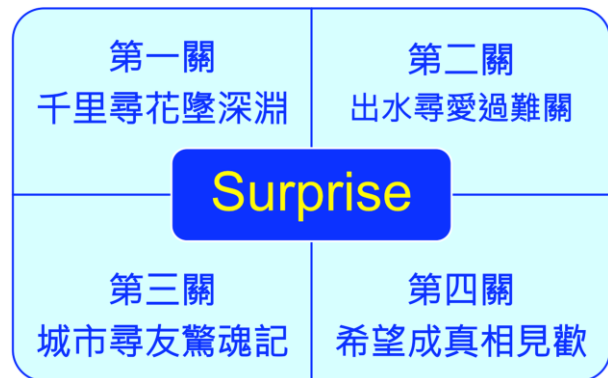 第一關
千里尋花墜深淵
第二關
出水尋愛過難關
Surprise
第三關
城市尋友驚魂記
第四關
希望成真相見歡